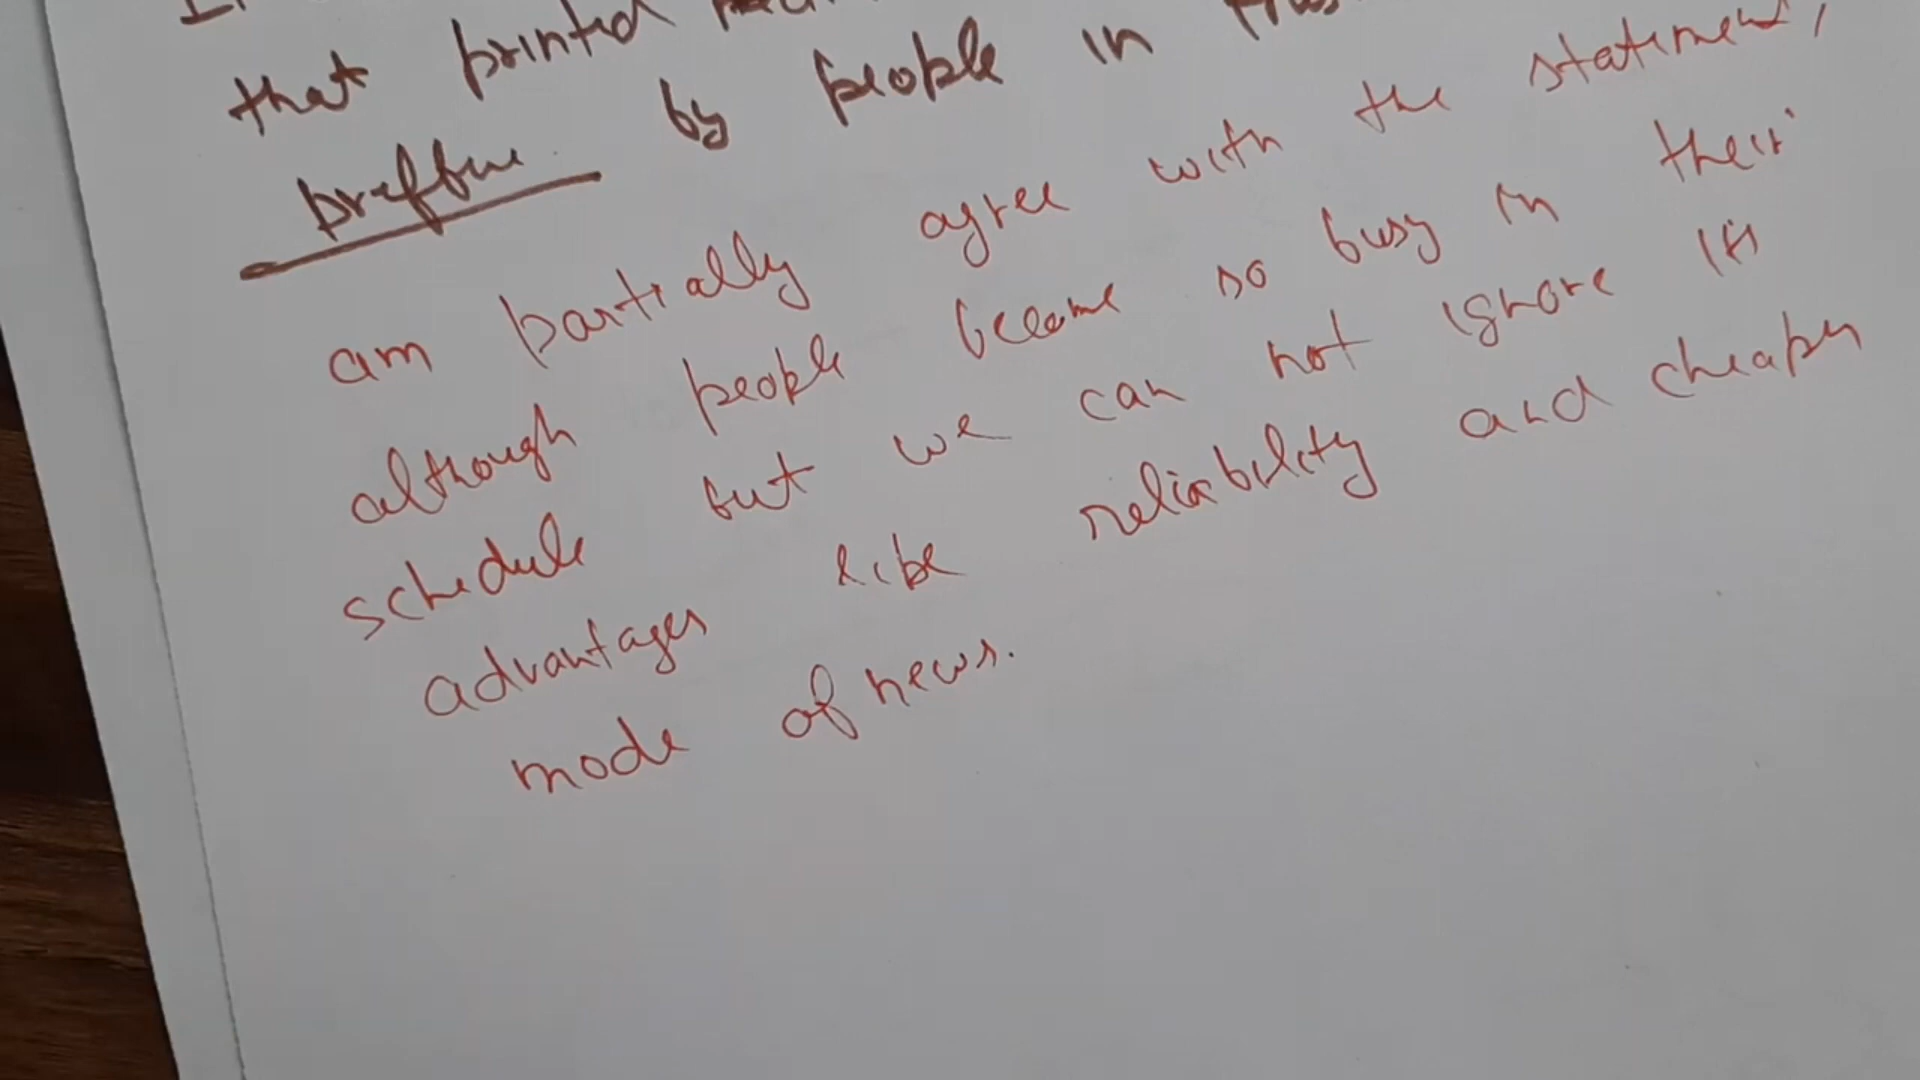 that printed
preffer by people in
am partially agree with the statement,
although people become so busy in their
schedule but we can not ignore its
advantages like reliability and cheaper
mode of news.